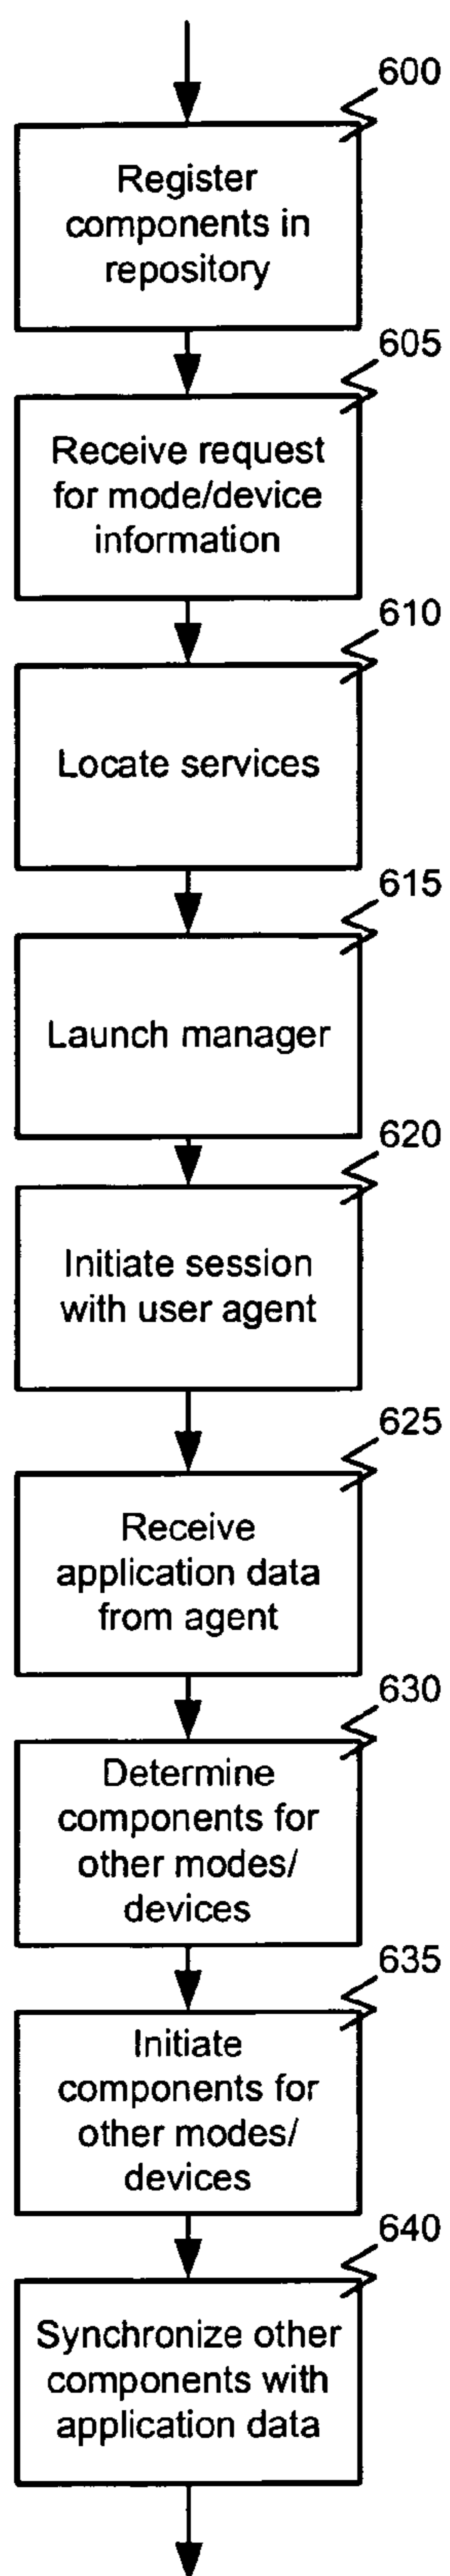 600
Register
components in
repository
605
Receive request
for mode/device
information
610
Locate services
615
Launch manager
620
Initiate session
with user agent
625
Receive
application data
from agent
630
Determine
components for
other modes/
devices
635
Initiate
components for
other modes/
devices
640
Synchronize other
components with
application data